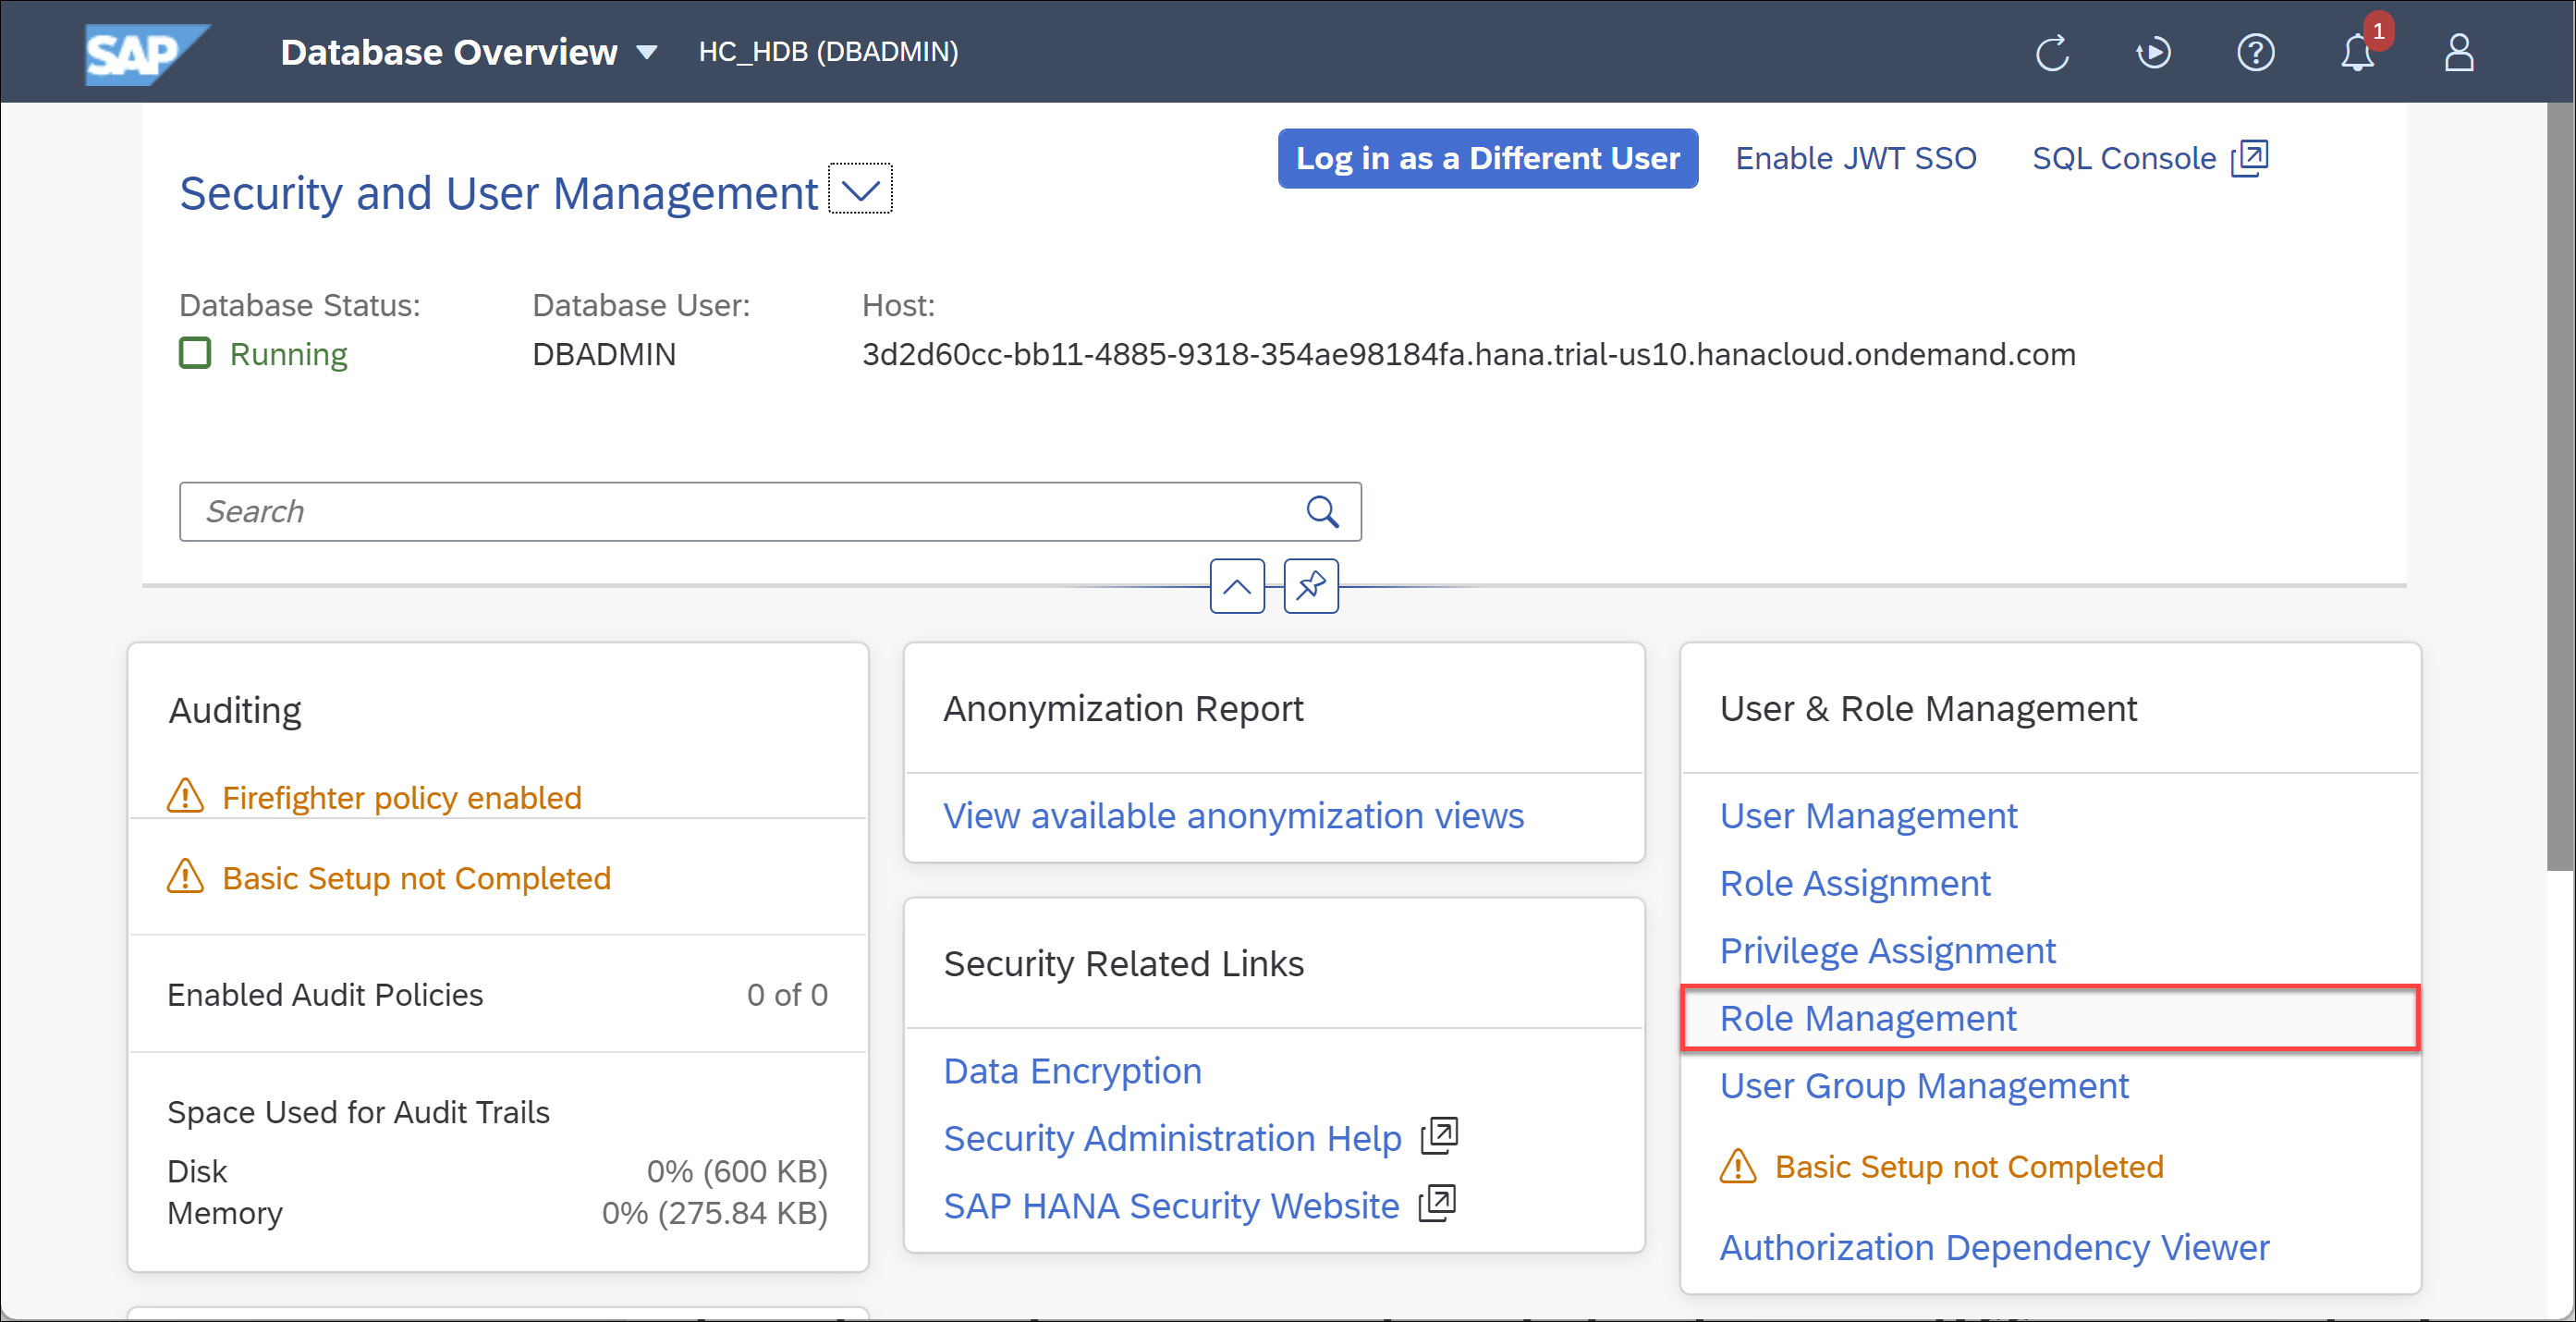 SAP Database Overview HC_HDB (DBADMIN) 1
Security and User Management
Log in as a Different User Enable JWT SSO SQL Console
Database Status: Database User: Host:
Running DBADMIN 3d2d60cc-bb11-4885-9318-354ae98184fa.hana.trial-us10.hanacloud.ondemand.com
Search
Auditing
Firefighter policy enabled
Basic Setup not Completed
Enabled Audit Policies 0 of 0
Space Used for Audit Trails
Disk 0% (600 KB)
Memory 0% (275.84 KB)
Anonymization Report
View available anonymization views
Security Related Links
Data Encryption
Security Administration Help
SAP HANA Security Website
User & Role Management
User Management
Role Assignment
Privilege Assignment
Role Management
User Group Management
Basic Setup not Completed
Authorization Dependency Viewer